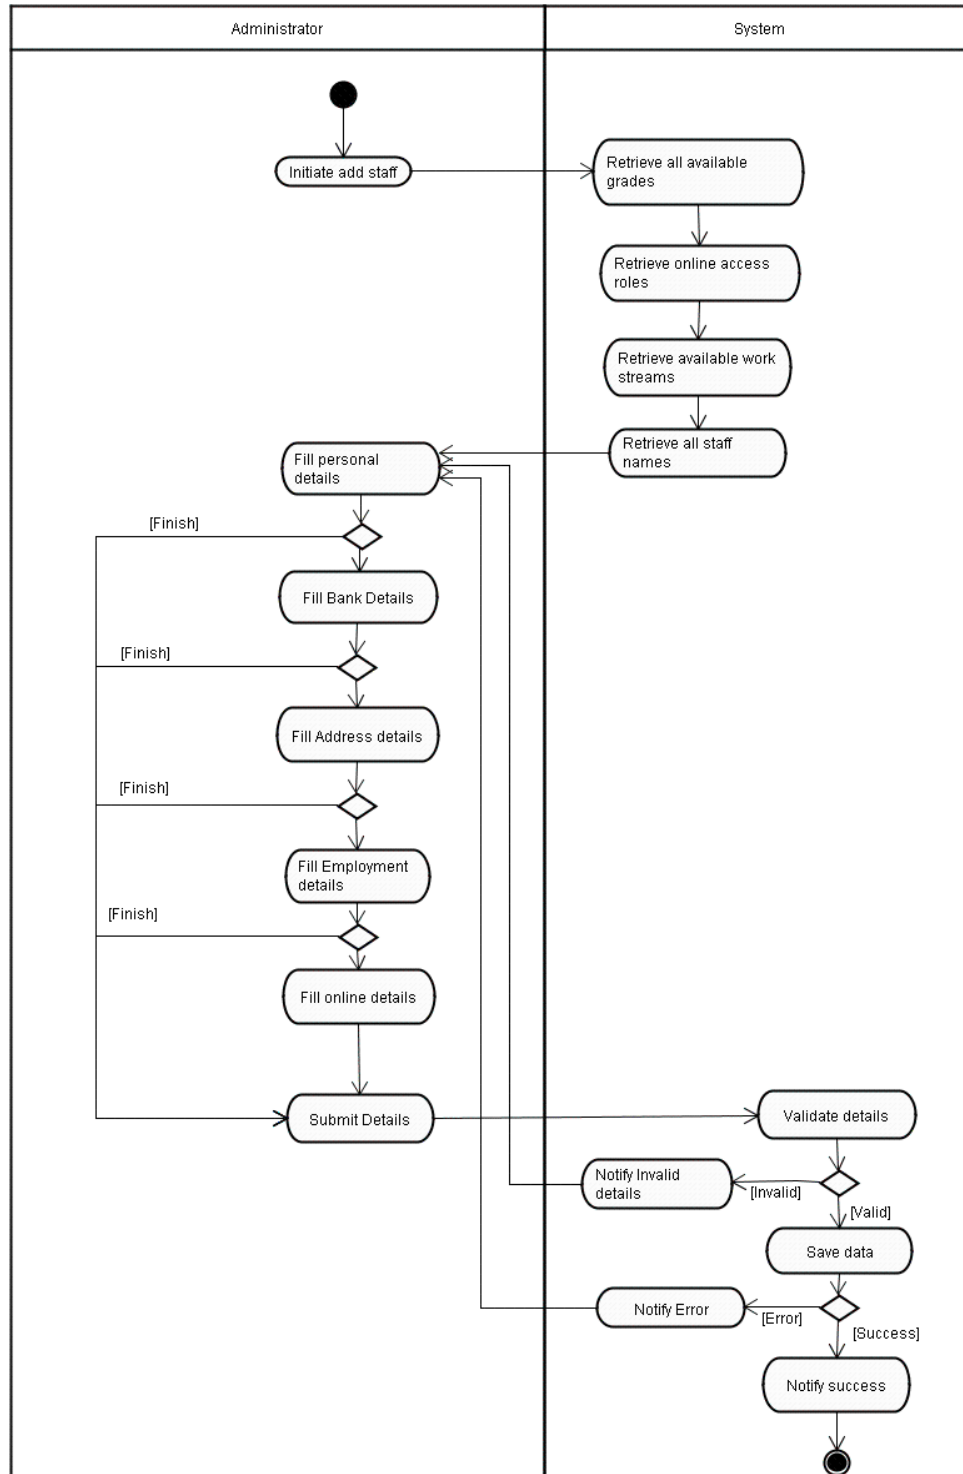 Administrator
System
Initiate add staff
Retrieve all available
grades
Retrieve online access
roles
Retrieve available work
streams
Retrieve all staff
names
Fill personal
details
[Finish]
Fill Bank Details
[Finish]
Fill Address details
[Finish]
Fill Employment
details
[Finish]
Fill online details
Submit Details
Validate details
Notify Invalid
details
[Invalid]
[Valid]
Save data
Notify Error
[Error]
[Success]
Notify success